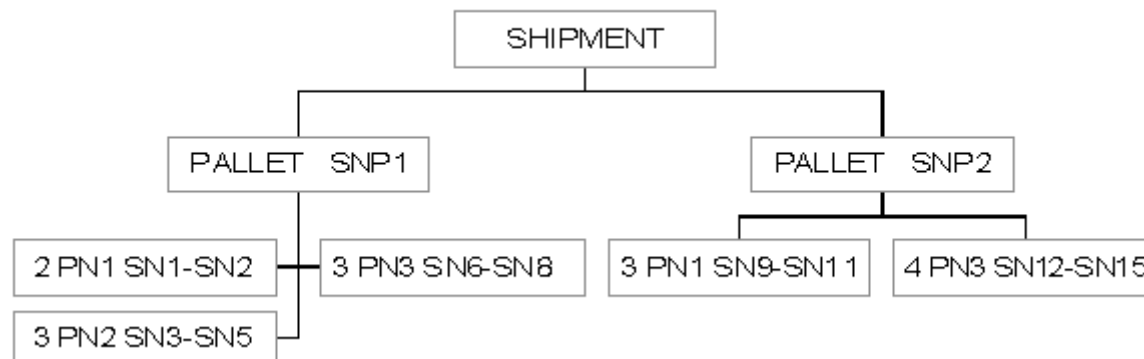 SHIPMENT
PALLET SNP1
PALLET SNP2
2 PN1 SN1-SN2
3 PN3 SN6-SN8
3 PN1 SN9-SN11
4 PN3 SN12-SN15
3 PN2 SN3-SN5